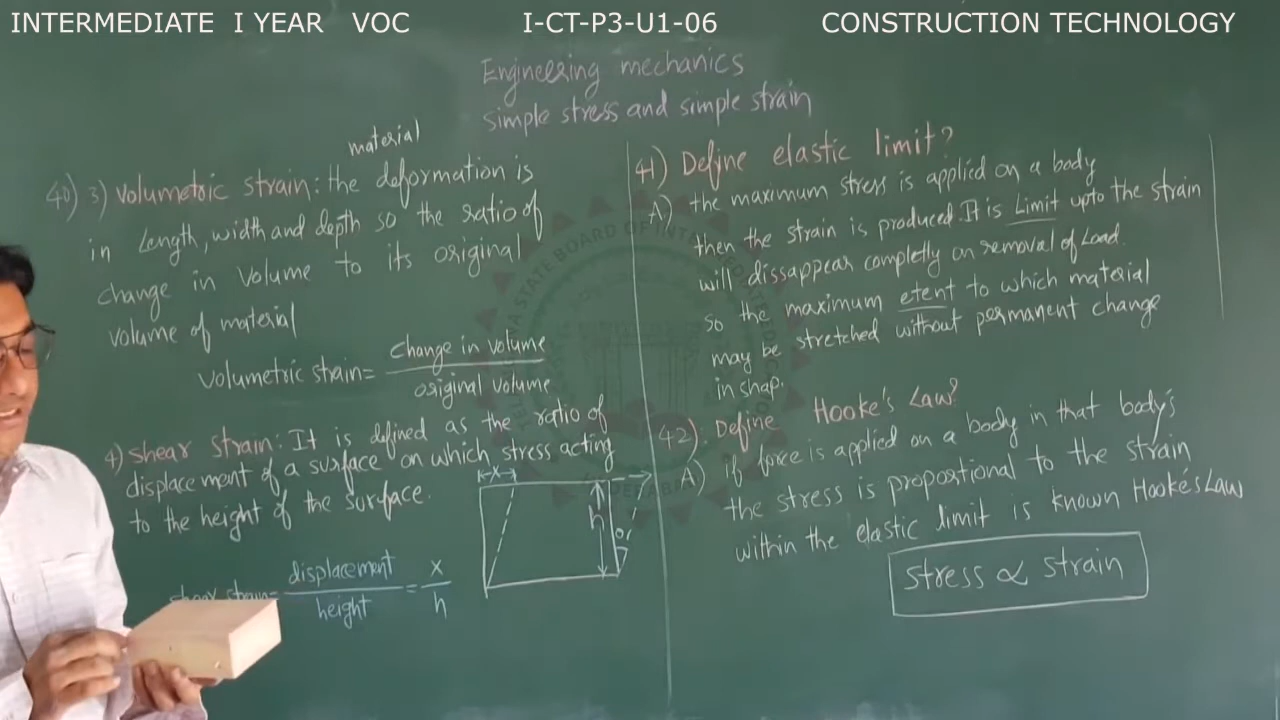 INTERMEDIATE I YEAR VOC I-CT-P3-U1-06 CONSTRUCTION TECHNOLOGY
Engineering mechanics
simple stress and simple strain
material
40) 3) Volumetric strain: the deformation is
in Length, width and depth so the ratio of
change in volume to its original
volume of material
volumetric strain= change in volume
original volume
4) Shear strain: It is defined as the ratio of
displacement of a surface on which stress acting
to the height of the surface.
x
h
shear strain= displacement = x
height h
41) Define elastic limit?
A) the maximum stress is applied on a body
then the strain is produced. It is Limit upto the strain
will dissappear completly on removal of Load.
so the maximum etent to which material
may be stretched without permanent change
in shap.
42). Define Hooke's Law?
A) if force is applied on a body in that body's
the stress is propostional to the strain
within the elastic limit is known Hooke's Law
stress ∝ strain